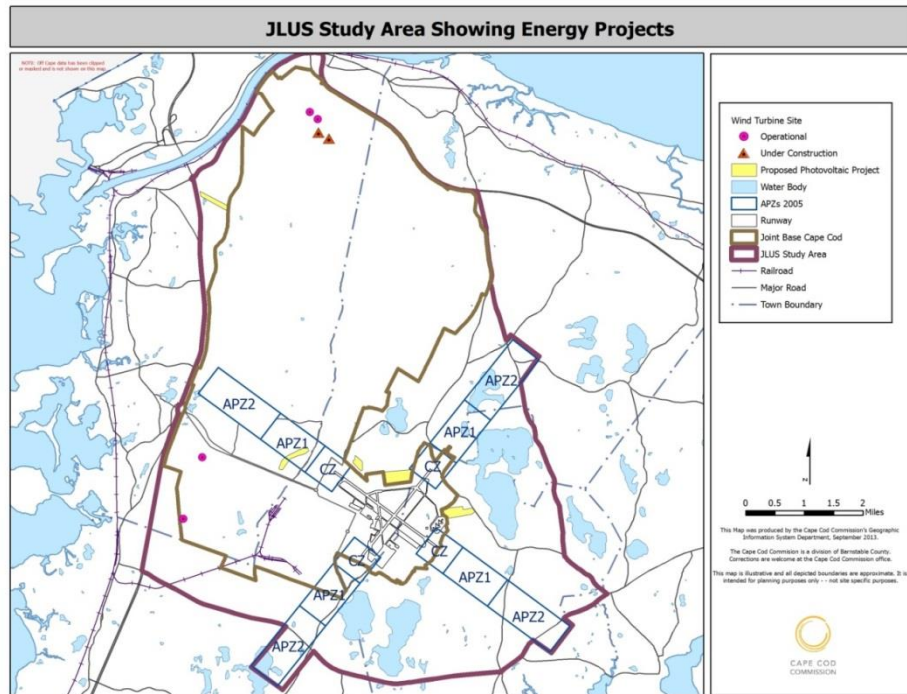 JLUS Study Area Showing Energy Projects
NOTE: Off Cape data has been clipped
or masked and is not shown on this map
Wind Turbine Site
Operational
Under Construction
Proposed Photovoltaic Project
Water Body
APZs 2005
Runway
Joint Base Cape Cod
JLUS Study Area
Railroad
Major Road
Town Boundary
APZ2
APZ2
APZ1
APZ1
CZ
CZ
CZ
CZ
APZ1
APZ1
APZ2
APZ2
Z
0 0.5 1 2
Miles
This Map was produced by the Cape Cod Commission's Geographic
Information System Department, September 2013.
The Cape Cod Commision is a division of Barnstable County.
Corrections are welcome at the Cape Cod Commission office.
This map is illustrative and all depicted boundaries are approximate. It is
intended for planning purposes only - - not site specific purposes.
CAPE COD
COMMISSION